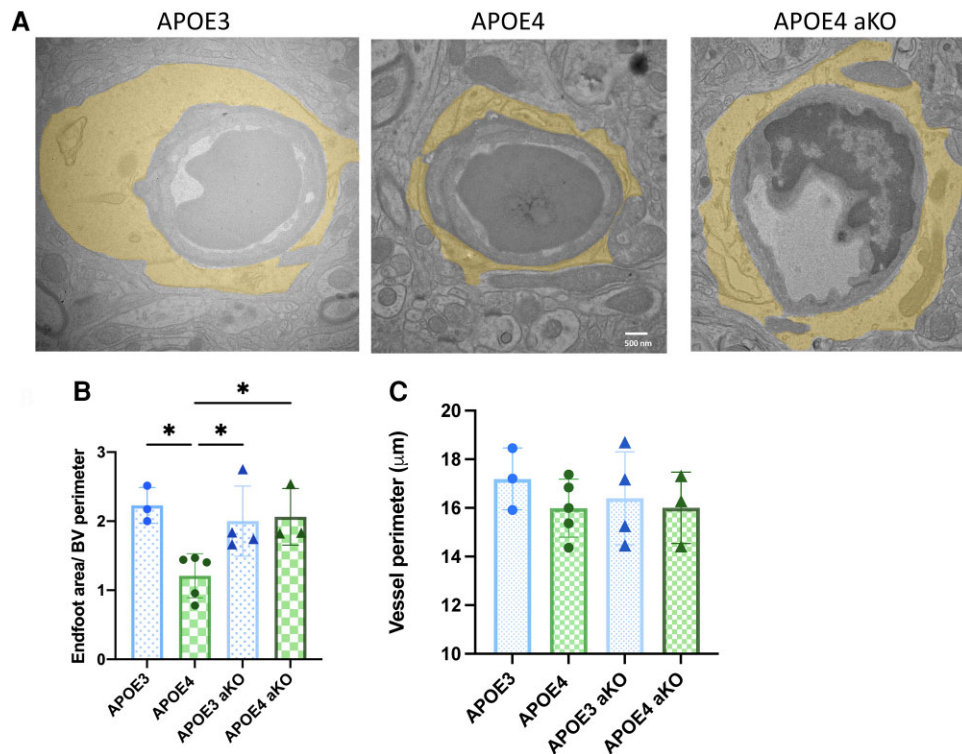 A
APOE3
APOE4
APOE4 aKO
500 nm
B
Endfoot area/ BV perimeter
3
2
1
0
*
*
*
APOE3
APOE4
APOE3 aKO
APOE4 aKO
C
Vessel perimeter (μm)
20
18
16
14
12
10
APOE3
APOE4
APOE3 aKO
APOE4 aKO